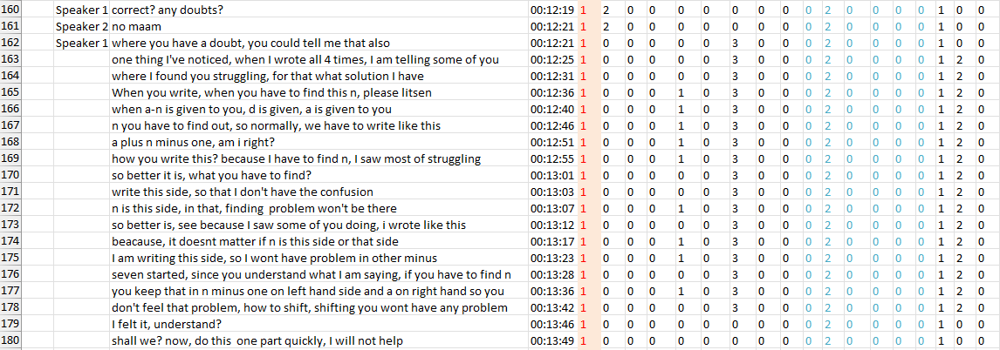 160 Speaker 1 correct? any doubts? 00:12:19 1 2 0 0 0 0 0 0 0 0 2 0 0 0 0 1 0 0
161 Speaker 2 no maam 00:12:21 1 2 0 0 0 0 0 0 0 0 2 0 0 0 0 1 0 0
162 Speaker 1 where you have a doubt, you could tell me that also 00:12:21 1 0 0 0 0 0 3 0 0 0 2 0 0 0 0 1 0 0
163 one thing I've noticed, when I wrote all 4 times, I am telling some of you 00:12:25 1 0 0 0 0 0 3 0 0 0 2 0 0 0 0 1 2 0
164 where I found you struggling, for that what solution I have 00:12:31 1 0 0 0 0 0 3 0 0 0 2 0 0 0 0 1 2 0
165 When you write, when you have to find this n, please litsen 00:12:36 1 0 0 0 1 0 3 0 0 0 2 0 0 0 0 1 2 0
166 when a-n is given to you, d is given, a is given to you 00:12:40 1 0 0 0 1 0 3 0 0 0 2 0 0 0 0 1 2 0
167 n you have to find out, so normally, we have to write like this 00:12:46 1 0 0 0 1 0 3 0 0 0 2 0 0 0 0 1 2 0
168 a plus n minus one, am i right? 00:12:51 1 0 0 0 1 0 3 0 0 0 2 0 0 0 0 1 2 0
169 how you write this? because I have to find n, I saw most of struggling 00:12:55 1 0 0 0 1 0 3 0 0 0 2 0 0 0 0 1 2 0
170 so better it is, what you have to find? 00:13:01 1 0 0 0 0 0 3 0 0 0 2 0 0 0 0 1 2 0
171 write this side, so that I don't have the confusion 00:13:03 1 0 0 0 0 0 3 0 0 0 2 0 0 0 0 1 2 0
172 n is this side, in that, finding problem won't be there 00:13:07 1 0 0 0 1 0 3 0 0 0 2 0 0 0 0 1 2 0
173 so better is, see because I saw some of you doing, i wrote like this 00:13:12 1 0 0 0 0 0 3 0 0 0 2 0 0 0 0 1 2 0
174 beacause, it doesnt matter if n is this side or that side 00:13:17 1 0 0 0 1 0 3 0 0 0 2 0 0 0 0 1 2 0
175 I am writing this side, so I wont have problem in other minus 00:13:23 1 0 0 0 1 0 3 0 0 0 2 0 0 0 0 1 2 0
176 seven started, since you understand what I am saying, if you have to find n 00:13:28 1 0 0 0 0 0 3 0 0 0 2 0 0 0 0 1 2 0
177 you keep that in n minus one on left hand side and a on right hand so you 00:13:36 1 0 0 0 1 0 3 0 0 0 2 0 0 0 0 1 2 0
178 don't feel that problem, how to shift, shifting you wont have any problem 00:13:42 1 0 0 0 0 0 3 0 0 0 2 0 0 0 0 1 2 0
179 I felt it, understand? 00:13:46 1 0 0 0 0 0 0 0 0 0 2 0 0 0 0 1 2 0
180 shall we? now, do this one part quickly, I will not help 00:13:49 1 0 0 0 0 0 0 0 0 0 2 0 0 0 0 1 2 0